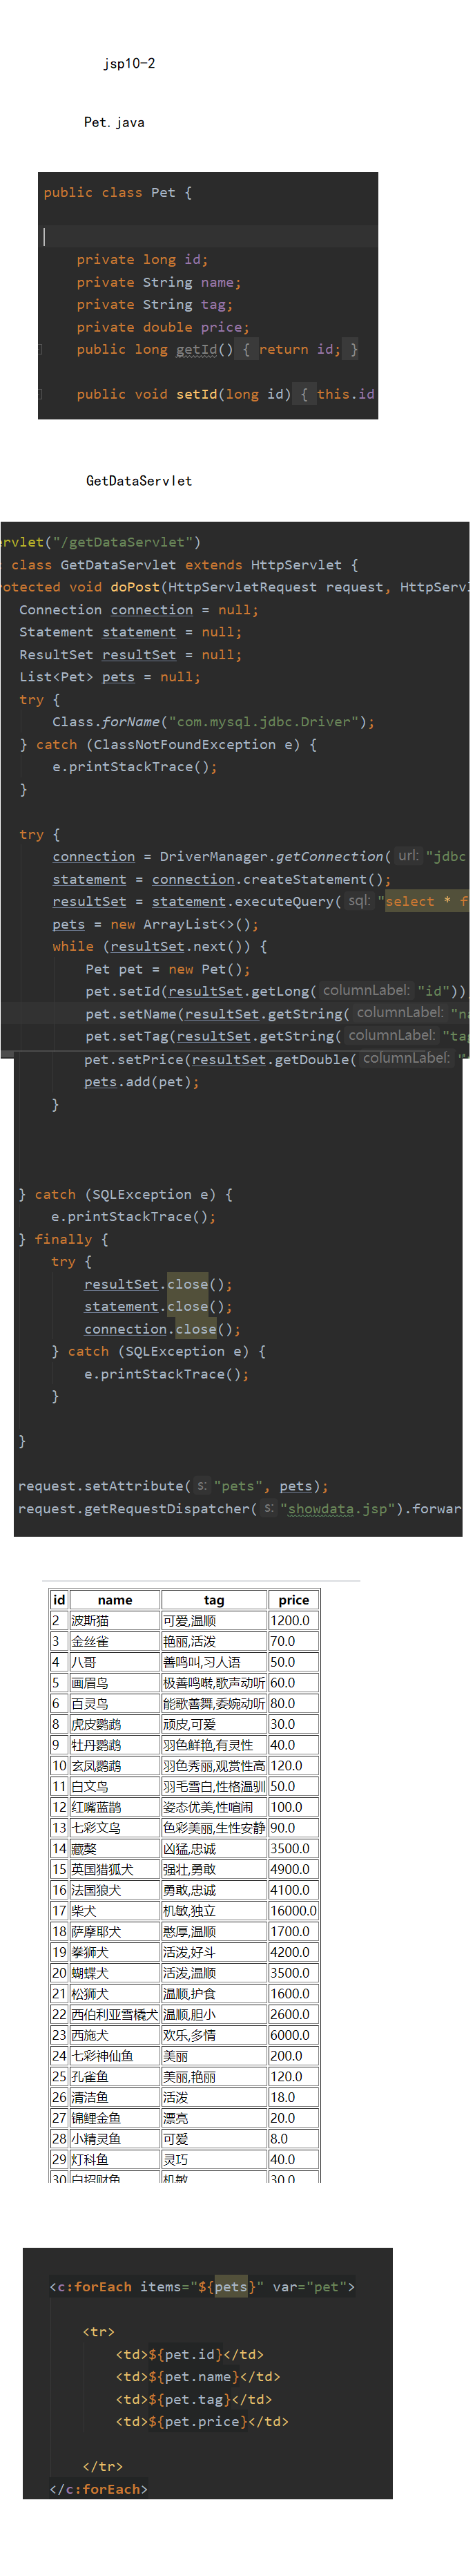 jsp10-2
Pet.java
public class Pet {
private long id;
private String name;
private String tag;
private double price;
public long getId() { return id; }
public void setId(long id) { this.id
GetDataServlet
ervlet("/getDataServlet")
class GetDataServlet extends HttpServlet {
rotected void doPost(HttpServletRequest request, HttpServl
Connection connection = null;
Statement statement = null;
ResultSet resultSet = null;
List<Pet> pets = null;
try {
Class.forName("com.mysql.jdbc.Driver");
} catch (ClassNotFoundException e) {
e.printStackTrace();
}
try {
connection = DriverManager.getConnection( url: "jdbc
statement = connection.createStatement();
resultSet = statement.executeQuery( sql: "select * f
pets = new ArrayList<>();
while (resultSet.next()) {
Pet pet = new Pet();
pet.setId(resultSet.getLong( columnLabel: "id"));
pet.setName(resultSet.getString( columnLabel: "na
pet.setTag(resultSet.getString( columnLabel: "tag
pet.setPrice(resultSet.getDouble( columnLabel: "
pets.add(pet);
}
} catch (SQLException e) {
e.printStackTrace();
} finally {
try {
resultSet.close();
statement.close();
connection.close();
} catch (SQLException e) {
e.printStackTrace();
}
}
request.setAttribute( s: "pets", pets);
request.getRequestDispatcher( s: "showdata.jsp").forwar
id name tag price
2 波斯猫 可爱,温顺 1200.0
3 金丝雀 艳丽,活泼 70.0
4 八哥 善鸣叫,习人语 50.0
5 画眉鸟 极善鸣啭,歌声动听 60.0
6 百灵鸟 能歌善舞,委婉动听 80.0
8 虎皮鹦鹉 顽皮,可爱 30.0
9 牡丹鹦鹉 羽色鲜艳,有灵性 40.0
10 玄凤鹦鹉 羽色秀丽,观赏性高 120.0
11 白文鸟 羽毛雪白,性格温驯 50.0
12 红嘴蓝鹊 姿态优美,性喧闹 100.0
13 七彩文鸟 色彩美丽,生性安静 90.0
14 藏獒 凶猛,忠诚 3500.0
15 英国猎狐犬 强壮,勇敢 4900.0
16 法国狼犬 勇敢,忠诚 4100.0
17 柴犬 机敏,独立 16000.0
18 萨摩耶犬 憨厚,温顺 1700.0
19 拳狮犬 活泼,好斗 4200.0
20 蝴蝶犬 活泼,温顺 3500.0
21 松狮犬 温顺,护食 1600.0
22 西伯利亚雪橇犬 温顺,胆小 2600.0
23 西施犬 欢乐,多情 6000.0
24 七彩神仙鱼 美丽 200.0
25 孔雀鱼 美丽,艳丽 120.0
26 清洁鱼 活泼 18.0
27 锦鲤金鱼 漂亮 20.0
28 小精灵鱼 可爱 8.0
29 灯科鱼 灵巧 40.0
30 白招财鱼 机敏 30.0
<c:forEach items="${pets}" var="pet">
<tr>
<td>${pet.id}</td>
<td>${pet.name}</td>
<td>${pet.tag}</td>
<td>${pet.price}</td>
</tr>
</c:forEach>